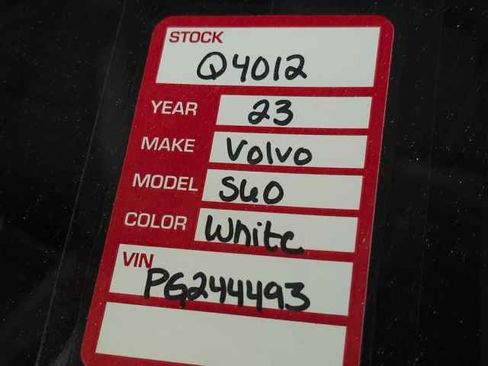 STOCK
Q4012
YEAR 23
MAKE Volvo
MODEL S60
COLOR White
VIN
PG244493